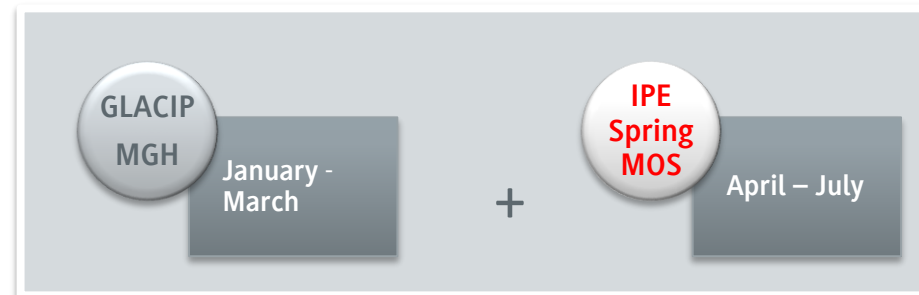 GLACIP
MGH
January -
March
+
IPE
Spring
MOS
April – July